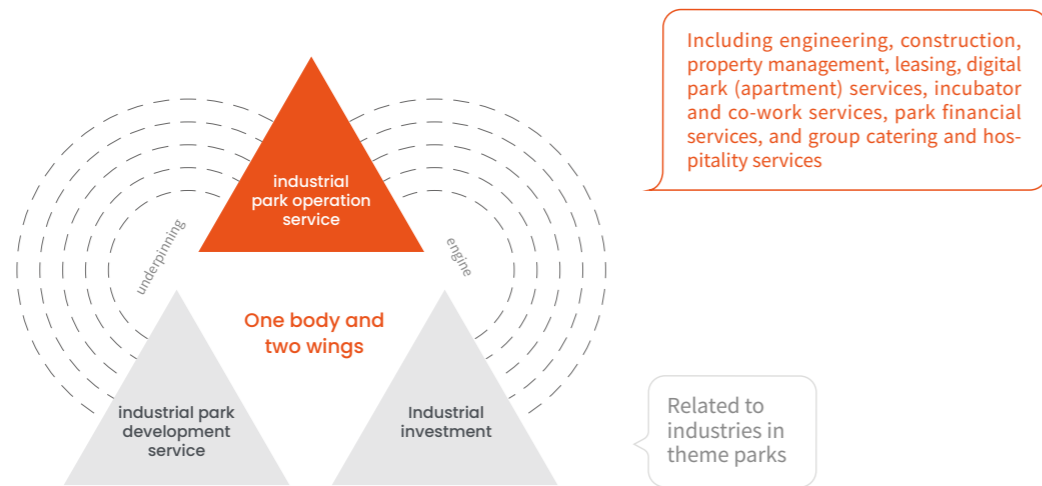 Including engineering, construction,
property management, leasing, digital
park (apartment) services, incubator
and co-work services, park financial
services, and group catering and hos-
pitality services
industrial
park operation
service
underpinning
engine
One body and
two wings
industrial park
development
service
Industrial
investment
Related to
industries in
theme parks